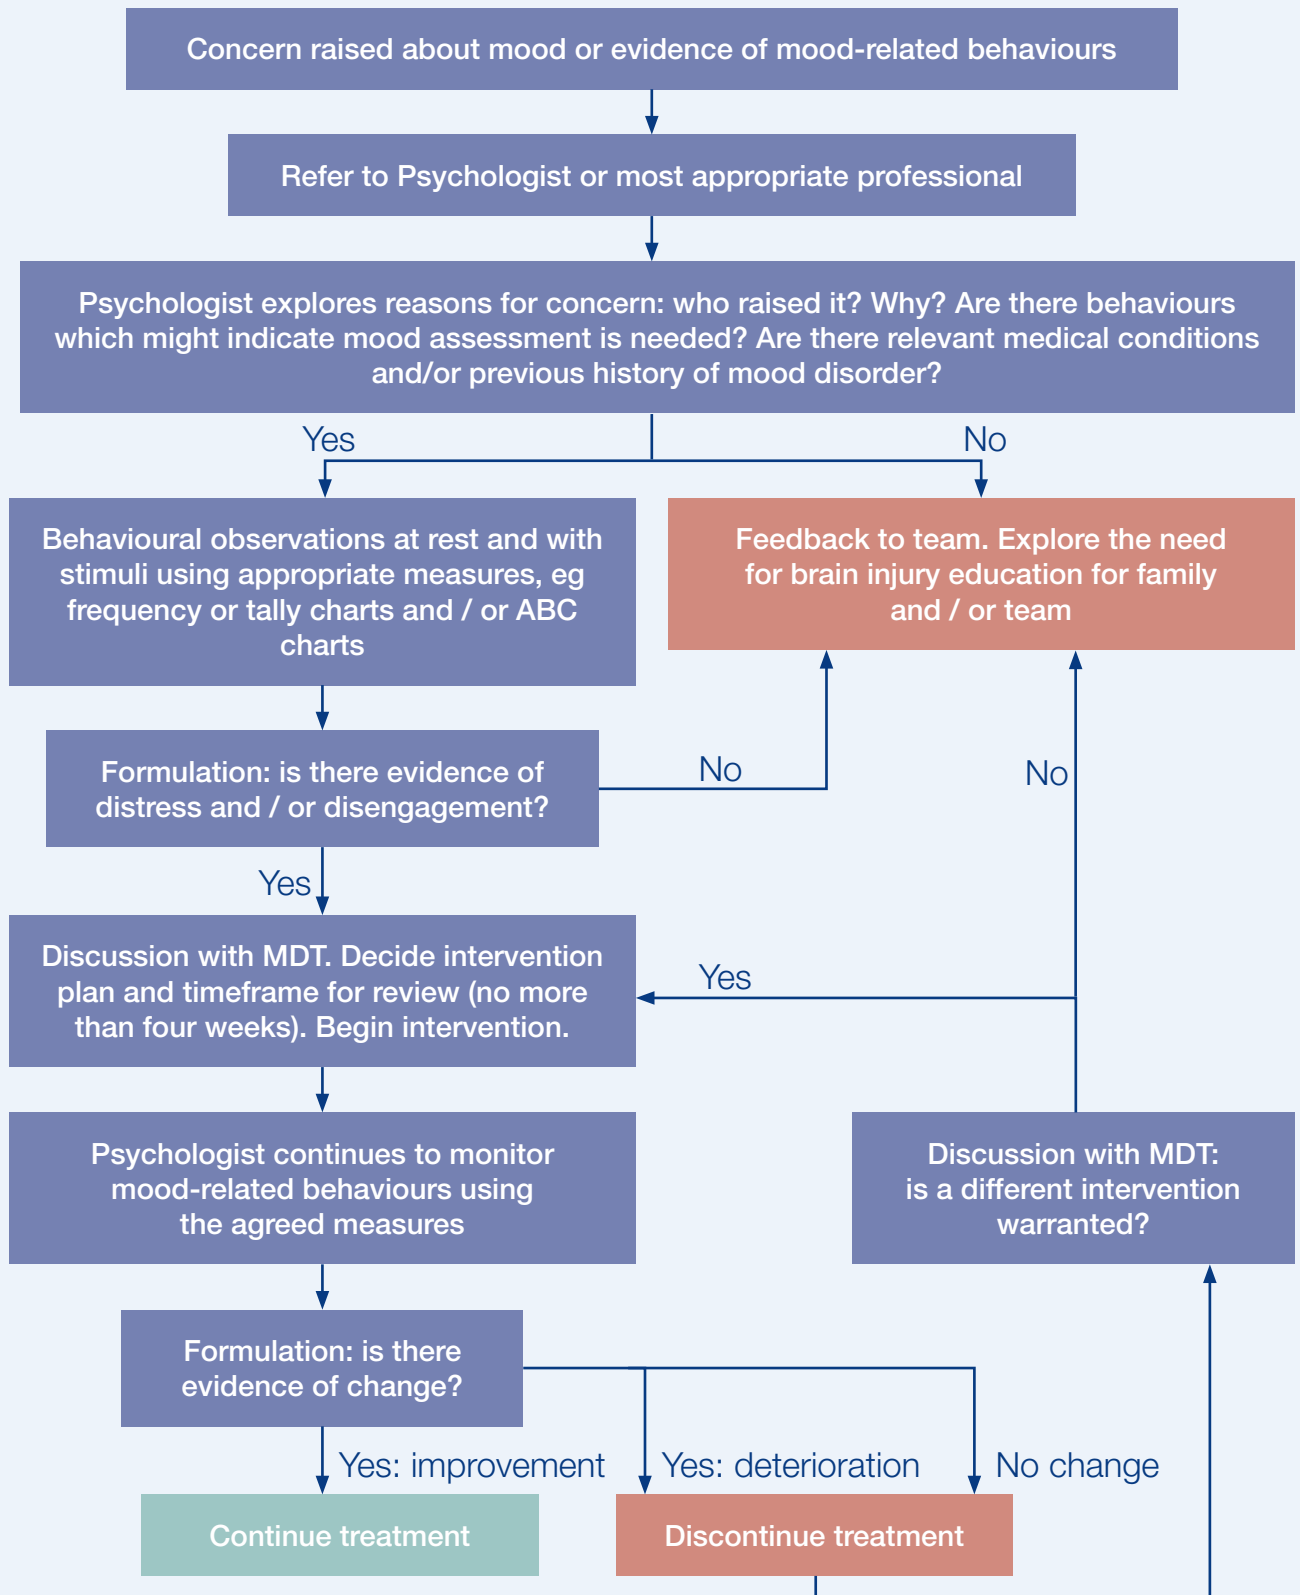 Concern raised about mood or evidence of mood-related behaviours
Refer to Psychologist or most appropriate professional
Psychologist explores reasons for concern: who raised it? Why? Are there behaviours
which might indicate mood assessment is needed? Are there relevant medical conditions
and/or previous history of mood disorder?
Yes
No
Behavioural observations at rest and with
stimuli using appropriate measures, eg
frequency or tally charts and / or ABC
charts
Feedback to team. Explore the need
for brain injury education for family
and / or team
Formulation: is there evidence of
distress and / or disengagement?
No
No
Yes
Discussion with MDT. Decide intervention
plan and timeframe for review (no more
than four weeks). Begin intervention.
Yes
Psychologist continues to monitor
mood-related behaviours using
the agreed measures
Discussion with MDT:
is a different intervention
warranted?
Formulation: is there
evidence of change?
Yes: improvement
Yes: deterioration
No change
Continue treatment
Discontinue treatment